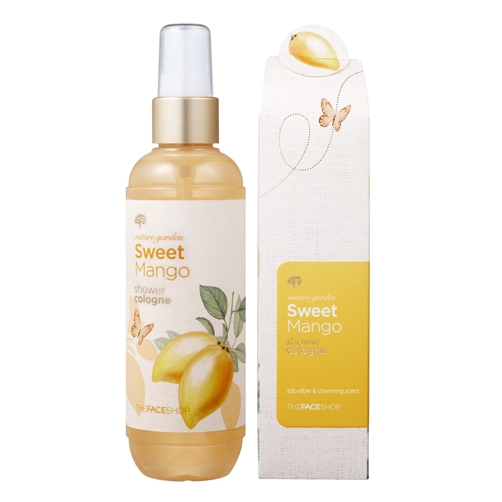 nature garden
Sweet
Mango
shower
cologne
THEFACESHOP
nature garden
Sweet
Mango
shower
cologne
adorable & charming scent
THEFACESHOP